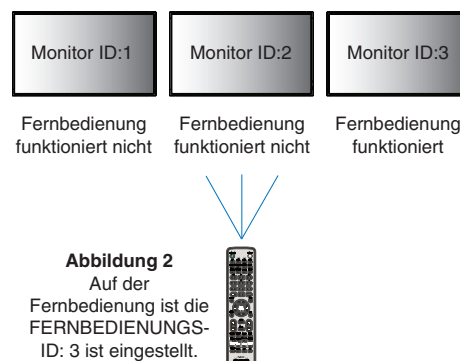 Monitor ID:1
Monitor ID:2
Monitor ID:3
Fernbedienung
funktioniert nicht
Fernbedienung
funktioniert nicht
Fernbedienung
funktioniert
Abbildung 2
Auf der
Fernbedienung ist die
FERNBEDIENUNGS-
ID: 3 ist eingestellt.